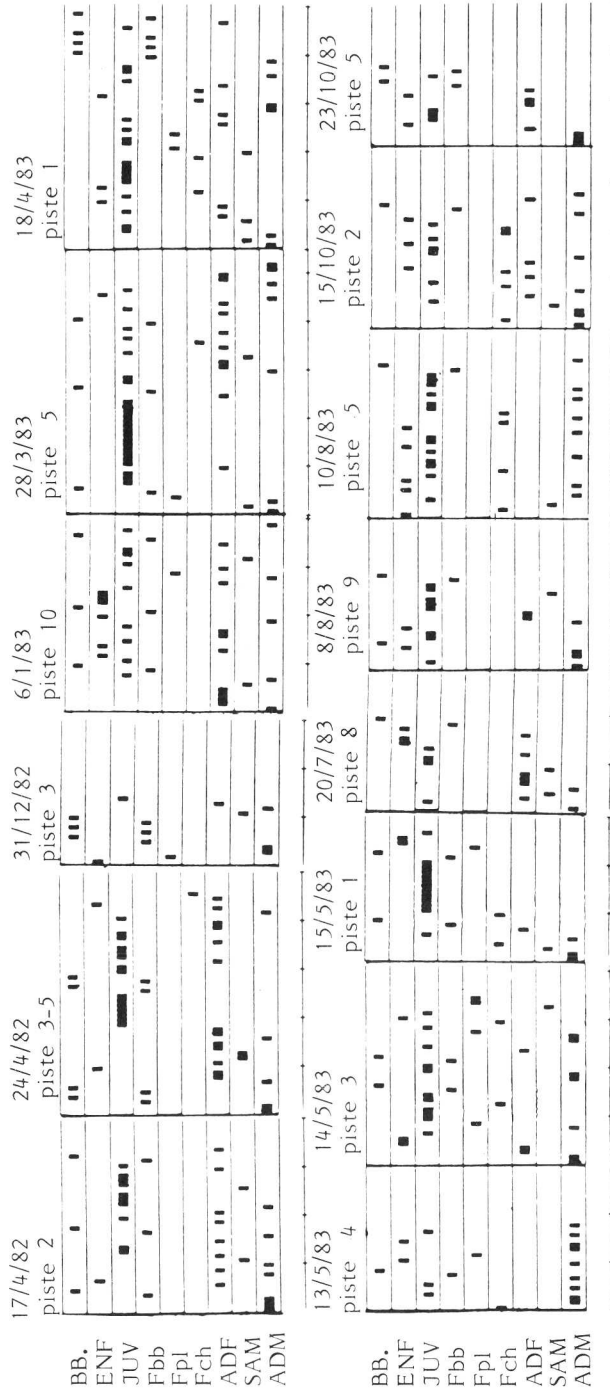 17/4/82
piste 2
24/4/82
piste 3-5
31/12/82
piste 3
6/1/83
piste 10
28/3/83
piste 5
18/4/83
piste 1
BB.
ENF
JUV
Fbb
Fpl
Fch
ADF
SAM
ADM
13/5/83
piste 4
14/5/83
piste 3
15/5/83
piste 1
20/7/83
piste 8
8/8/83
piste 9
10/8/83
piste 5
15/10/83
piste 2
23/10/83
piste 5
BB.
ENF
JUV
Fbb
Fpl
Fch
ADF
SAM
ADM